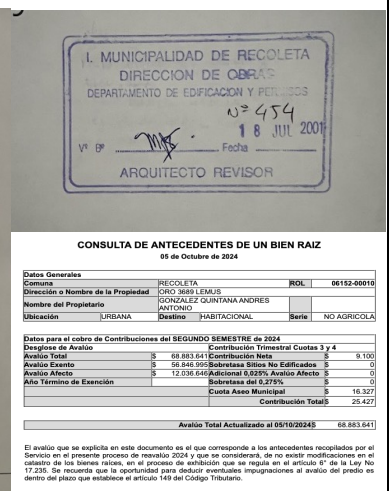 I. MUNICIPALIDAD DE RECOLETA
DIRECCION DE OBRAS
DEPARTAMENTO DE EDIFICACION Y
Nº 454
18 JUL 2001
Vº Bº Fecha
ARQUITECTO REVISOR
CONSULTA DE ANTECEDENTES DE UN BIEN RAIZ
05 de Octubre de 2024
Datos Generales
Comuna RECOLETA ROL 06152-00010
Dirección o Nombre de la Propiedad ORO 3689 LEMUS
Nombre del Propietario GONZALEZ QUINTANA ANDRES ANTONIO
Ubicación URBANA Destino HABITACIONAL Serie NO AGRICOLA
Datos para el cobro de Contribuciones del SEGUNDO SEMESTRE de 2024
Desglose de Avalúo Contribución Trimestral Cuotas 3 y 4
Avalúo Total $ 68.883.641 Contribución Neta $ 9.100
Avalúo Exento $ 56.846.995 Sobretasa Sitios No Edificados $ 0
Avalúo Afecto $ 12.036.646 Adicional 0,025% Avalúo Afecto $ 0
Año Término de Exención Sobretasa del 0,275% $ 0
Cuota Aseo Municipal $ 16.327
Contribución Total $ 25.427
Avalúo Total Actualizado al 05/10/2024 $ 68.883.641
El avalúo que se explicita en este documento es el que corresponde a los antecedentes recopilados por el
Servicio en el presente proceso de reavalúo 2024 y que se considerará, de no existir modificaciones en el
catastro de los bienes raíces, en el proceso de exhibición que se regula en el artículo 6° de la Ley No
17.235. Se recuerda que la oportunidad para deducir eventuales impugnaciones al avalúo del predio es
dentro del plazo que establece el artículo 149 del Código Tributario.